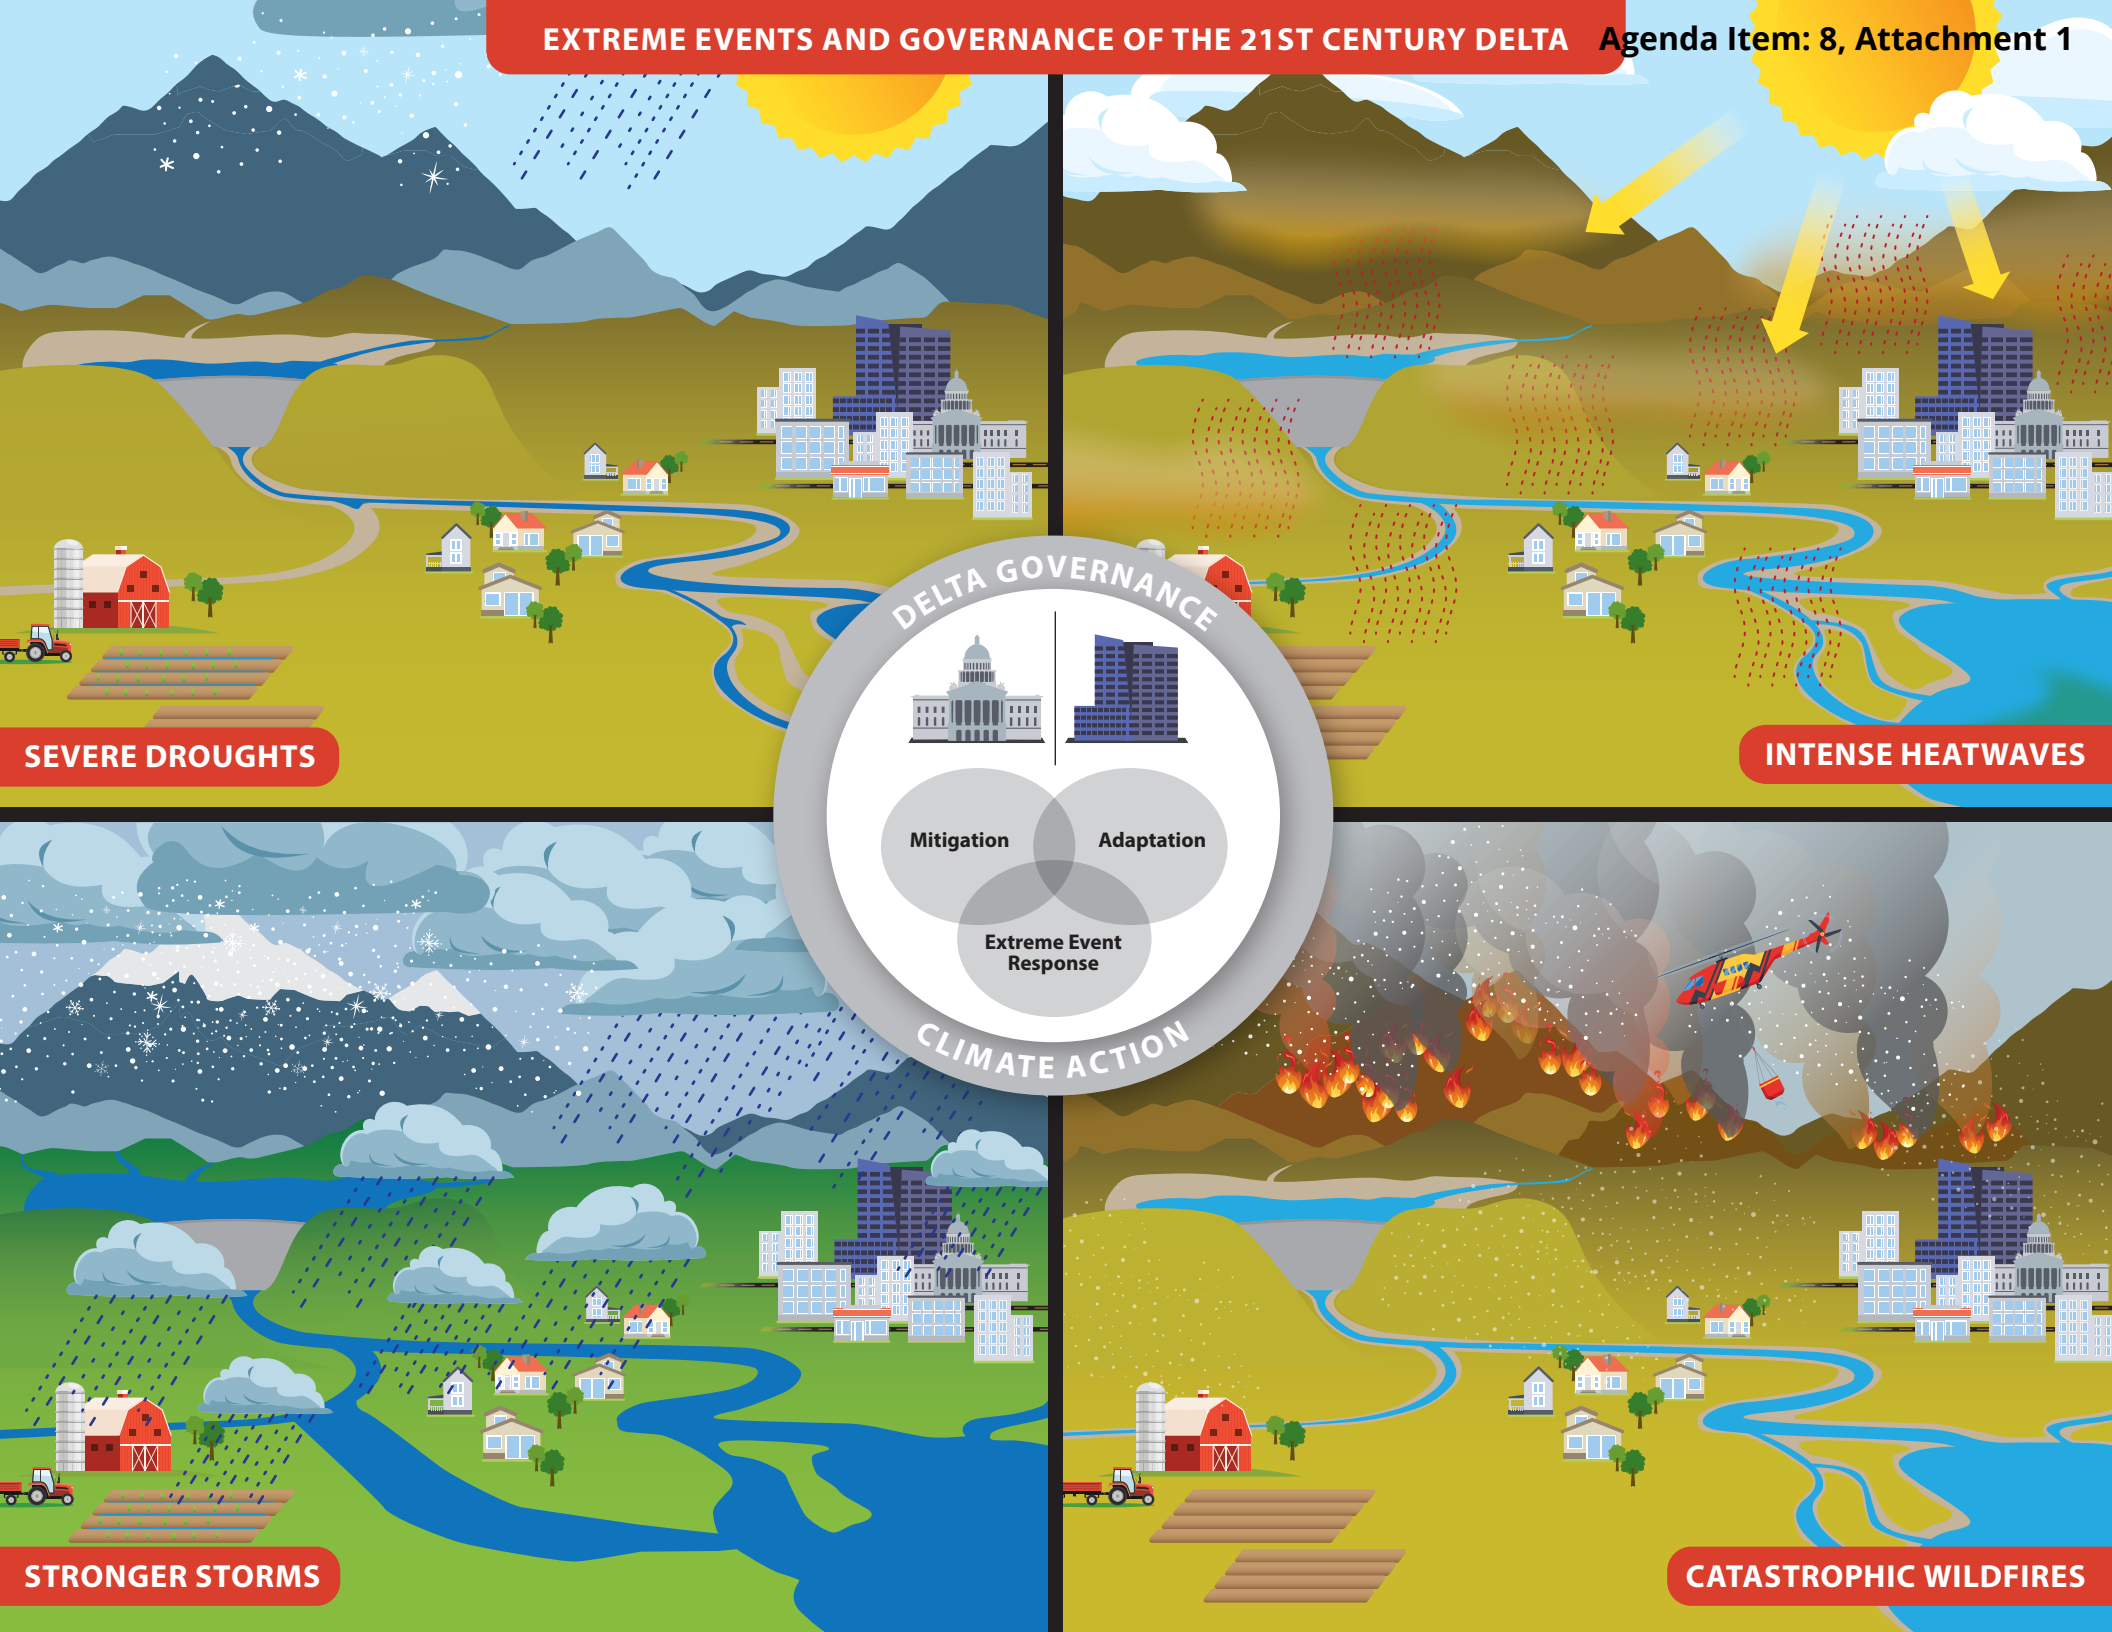 EXTREME EVENTS AND GOVERNANCE OF THE 21ST CENTURY DELTA
Agenda Item: 8, Attachment 1
SEVERE DROUGHTS
INTENSE HEATWAVES
DELTA GOVERNANCE
Mitigation
Adaptation
Extreme Event
Response
CLIMATE ACTION
STRONGER STORMS
CATASTROPHIC WILDFIRES